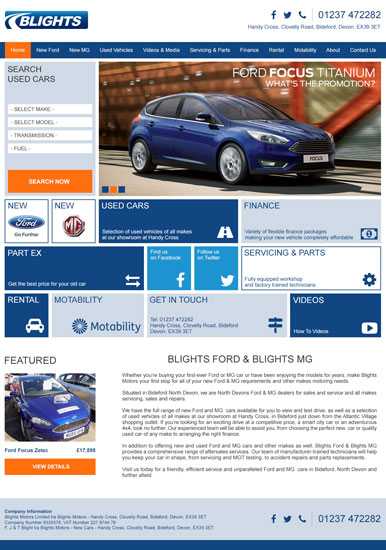 BLIGHTS
01237 472282
Handy Cross, Clovelly Road, Bideford, Devon. EX39 3ET
Home New Ford New MG Used Vehicles Videos & Media Servicing & Parts Finance Rental Motability About Contact Us
SEARCH
USED CARS
- SELECT MAKE -
- SELECT MODEL -
- TRANSMISSION -
- FUEL -
SEARCH NOW
FORD FOCUS TITANIUM
WHAT'S THE PROMOTION?
FOCUS
NEW
Ford
Go Further
NEW
MG
USED CARS
Selection of used vehicles of all makes
at our showroom at Handy Cross
FINANCE
Variety of flexible finance packages
making your new vehicle completely affordable
PART EX
Get the best price for your old car
Find us
on Facebook
Follow us
on Twitter
SERVICING & PARTS
Fully equipped workshop
and factory trained technicians
RENTAL
MOTABILITY
Motability
GET IN TOUCH
Tel: 01237 472282
Handy Cross, Clovelly Road, Bideford
Devon. EX39 3ET
VIDEOS
How To Videos
FEATURED
Ford Focus Zetec £17,995
VIEW DETAILS
BLIGHTS FORD & BLIGHTS MG
Whether you're buying your first-ever Ford or MG car or have been enjoying the models for years, make Blights
Motors your first stop for all of your new Ford & MG requirements and other makes motoring needs.
Situated in Bideford North Devon, we are North Devons Ford & MG dealers for sales and service and all makes
servicing, sales and repairs.
We have the full range of new Ford and MG cars available for you to view and test drive, as well as a selection
of used vehicles of all makes at our showroom at Handy Cross, in Bideford just down from the Atlantic Village
shopping outlet. If you're looking for an exciting drive at a competitive price, a smart city car or an adventurous
4x4, look no further. Our experienced team will be able to assist you, from choosing the perfect new, car or quality
used car of any make to arranging the right finance.
In addition to offering new and used Ford and MG cars and other makes as well. Blights Ford & Blights MG
provides a comprehensive range of aftersales services. Our team of manufacturer-trained technicians will help
you keep your car in shape, from servicing and MOT testing, to accident repairs and parts replacements.
Visit us today for a friendly, efficient service and unparalleled Ford and MG cars in Bideford, North Devon and
further afield.
Company Information
Blights Motors Limited t/a Blights Motors - Handy Cross, Clovelly Road, Bideford, Devon, EX39 3ET
01237 472282
Handy Cross, Clovelly Road, Bideford, Devon. EX39 3ET